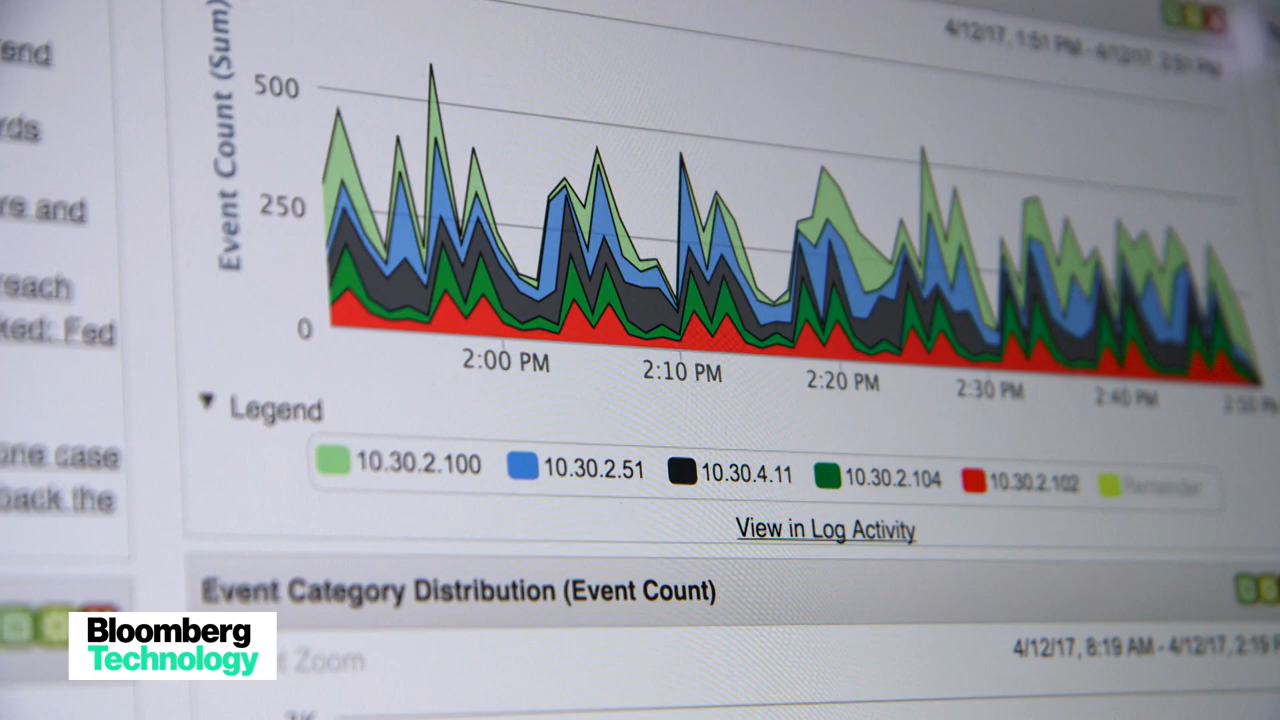 4/12/17, 1:51 PM - 4/12/17, 2:51 PM
end
rds
re and
reach
ked: Fed
one case
back the
Event Count (Sum)
500
250
0
2:00 PM
2:10 PM
2:20 PM
2:30 PM
2:40 PM
2:50 PM
Legend
10.30.2.100 10.30.2.51 10.30.4.11 10.30.2.104 10.30.2.102 Remainder
View in Log Activity
Event Category Distribution (Event Count)
4/12/17, 8:19 AM - 4/12/17, 2:19 P
t Zoom
Bloomberg
Technology